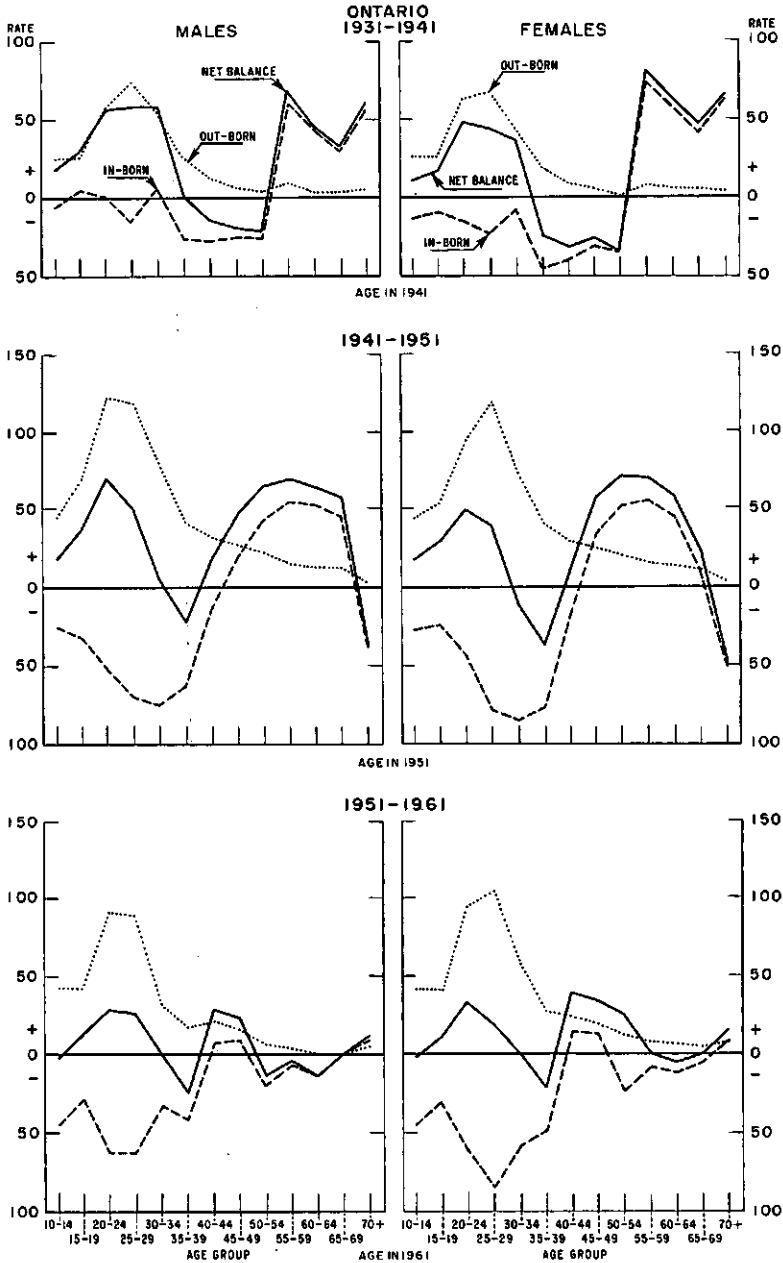 ONTARIO
1931-1941
RATE
MALES
FEMALES
RATE
100
50
+
0
−
50
NET BALANCE
OUT-BORN
IN-BORN
OUT-BORN
NET BALANCE
IN-BORN
100
50
+
0
−
50
AGE IN 1941
1941-1951
150
100
50
+
0
−
50
100
150
100
50
+
0
−
50
100
AGE IN 1951
1951-1961
150
100
50
+
0
−
50
100
150
100
50
+
0
−
50
100
10-14 20-24 30-34 40-44 50-54 60-64 70+
15-19 25-29 35-39 45-49 55-59 65-69
AGE GROUP
10-14 20-24 30-34 40-44 50-54 60-64 70+
15-19 25-29 35-39 45-49 55-59 65-69
AGE GROUP
AGE IN 1961